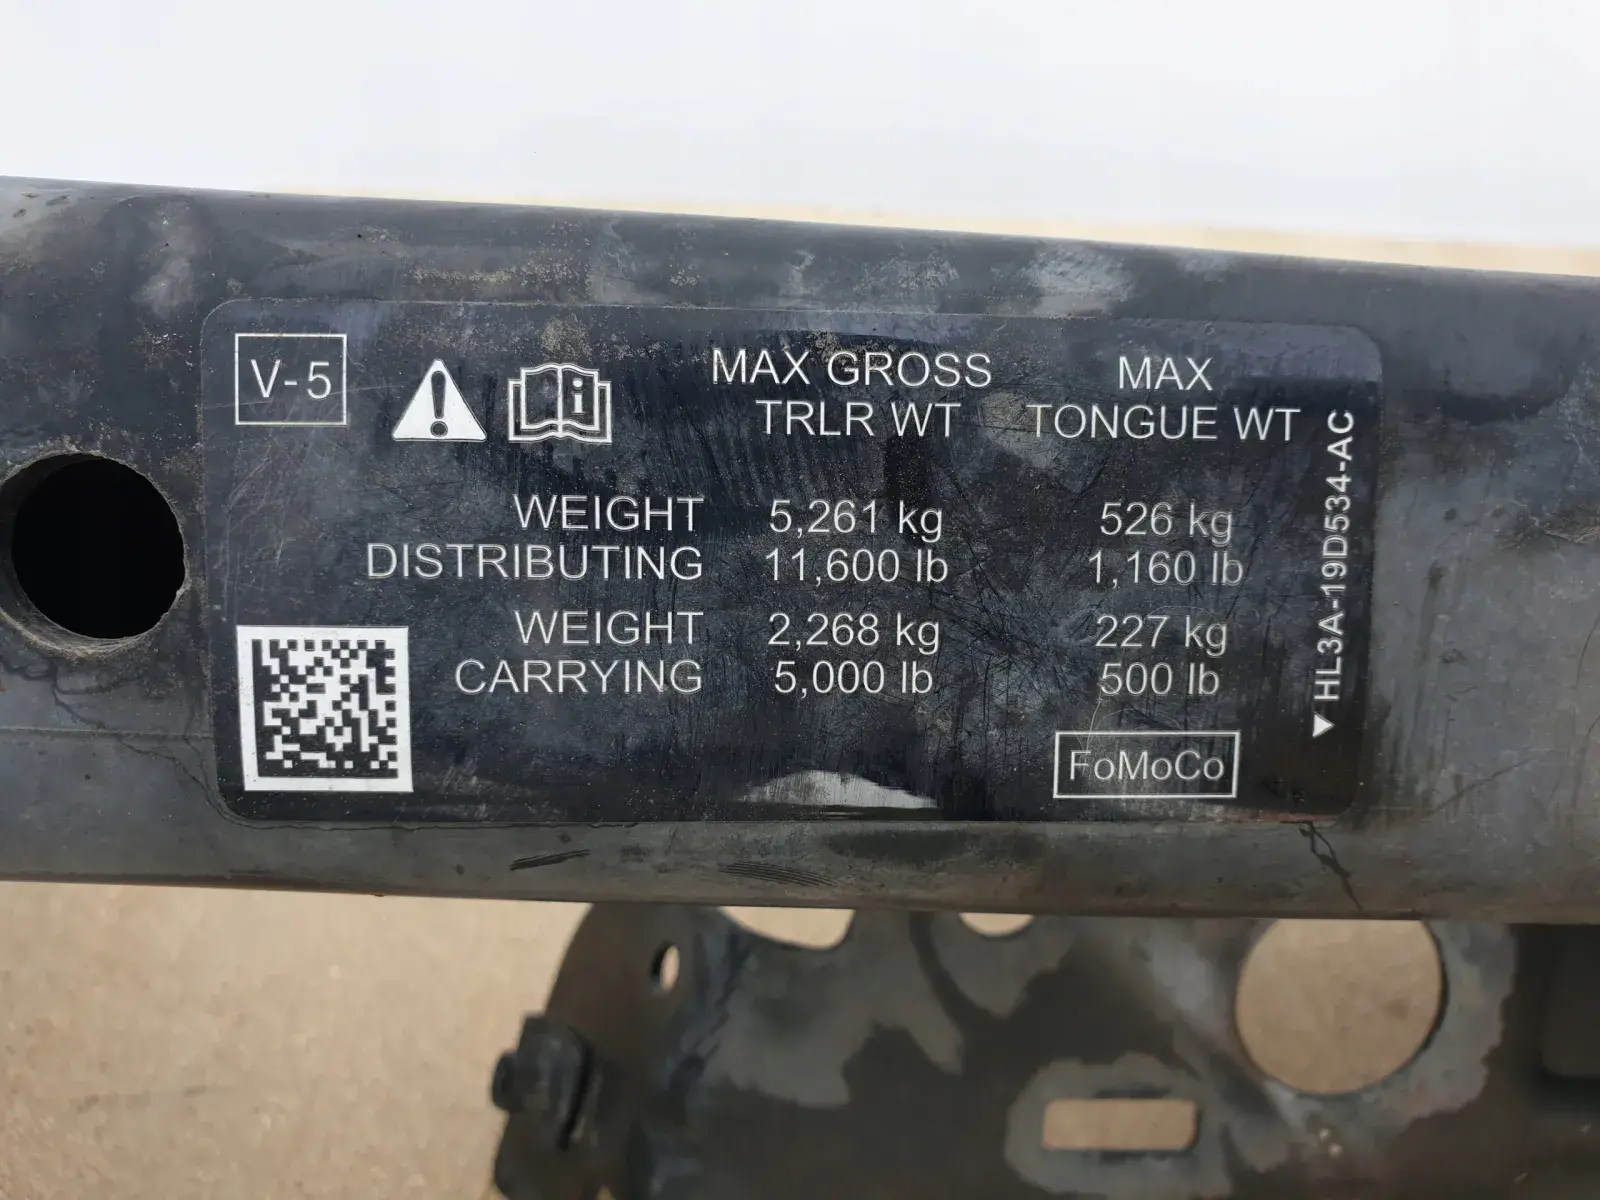 V-5
MAX GROSS MAX
TRLR WT TONGUE WT
WEIGHT 5,261 kg 526 kg
DISTRIBUTING 11,600 lb 1,160 lb
WEIGHT 2,268 kg 227 kg
CARRYING 5,000 lb 500 lb
FoMoCo
HL3A-19D534-AC